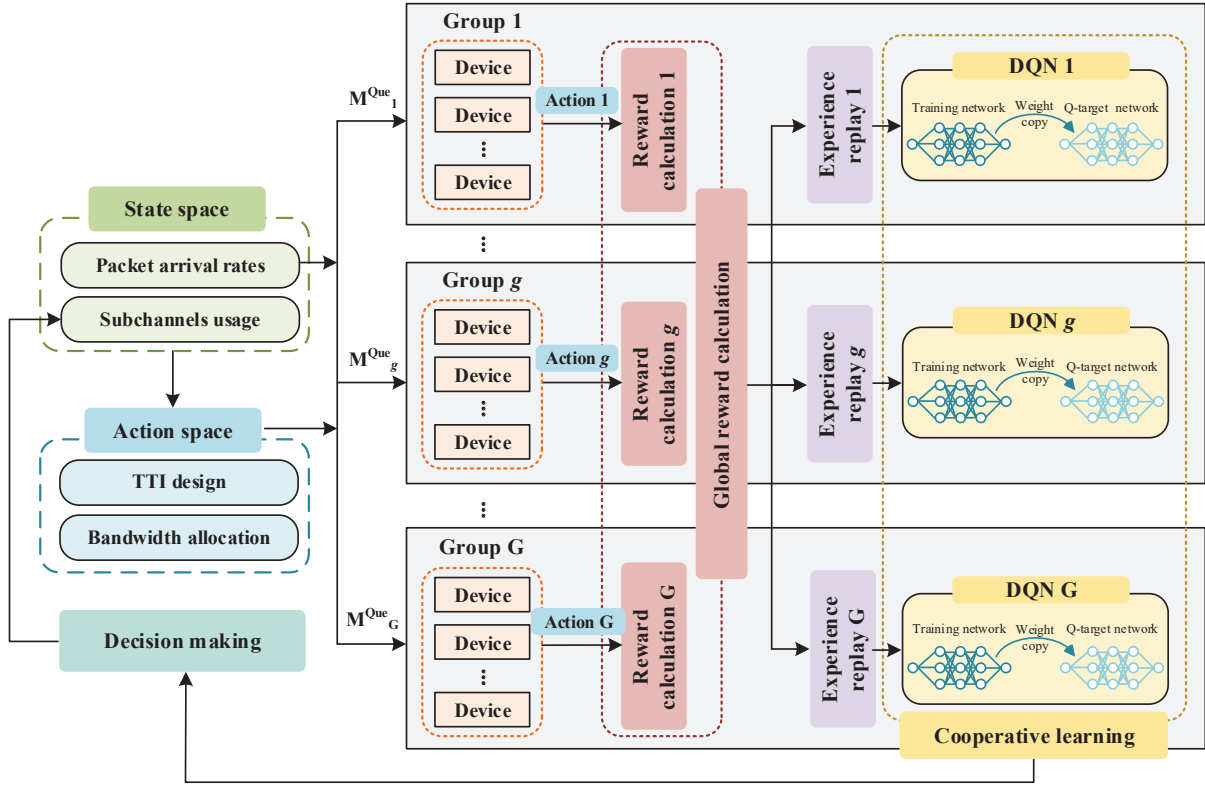 State space
Packet arrival rates
Subchannels usage
Action space
TTI design
Bandwidth allocation
Decision making
M^Que_1
M^Que_g
M^Que_G
Group 1
Device
Device
Device
Action 1
Reward
calculation 1
Experience
replay 1
DQN 1
Training network
Weight
copy
Q-target network
Group g
Device
Device
Device
Action g
Reward
calculation g
Global reward calculation
Experience
replay g
DQN g
Training network
Weight
copy
Q-target network
Group G
Device
Device
Device
Action G
Reward
calculation G
Experience
replay G
DQN G
Training network
Weight
copy
Q-target network
Cooperative learning